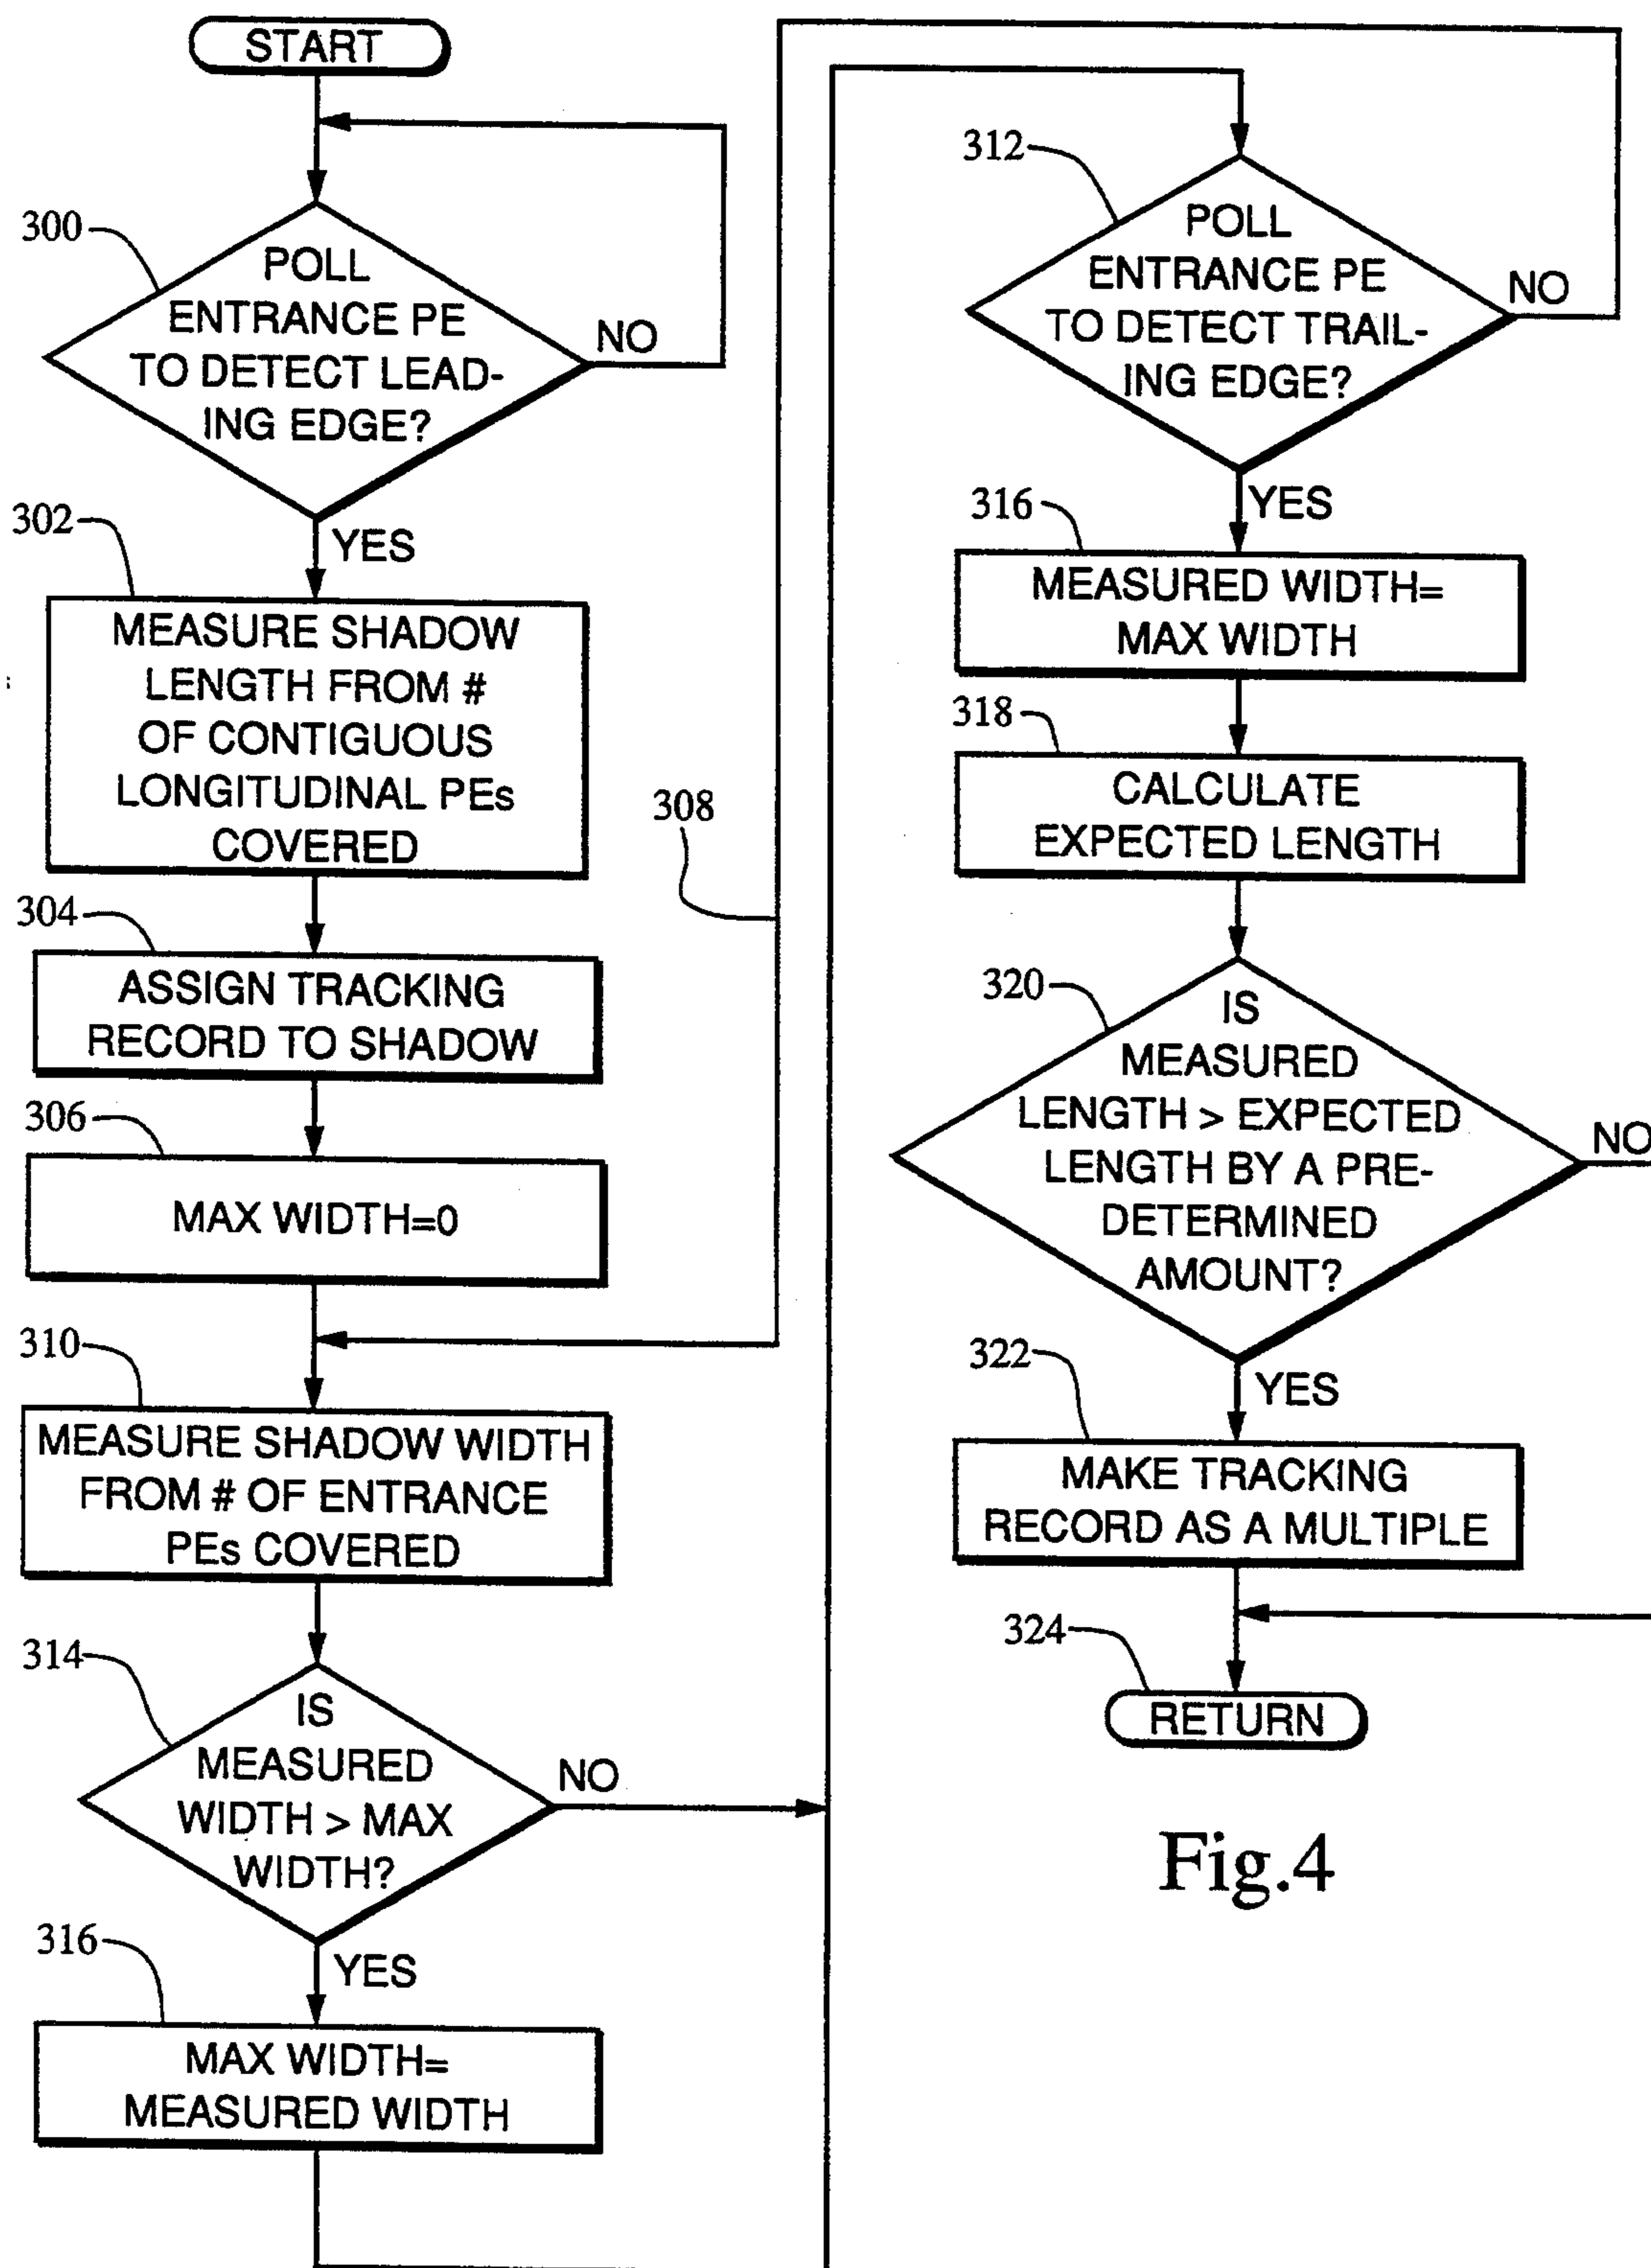 START
300
POLL
ENTRANCE PE
TO DETECT LEAD-
ING EDGE?
NO
YES
302
MEASURE SHADOW
LENGTH FROM #
OF CONTIGUOUS
LONGITUDINAL PEs
COVERED
304
ASSIGN TRACKING
RECORD TO SHADOW
306
MAX WIDTH=0
308
310
MEASURE SHADOW WIDTH
FROM # OF ENTRANCE
PEs COVERED
314
IS
MEASURED
WIDTH > MAX
WIDTH?
NO
YES
316
MAX WIDTH=
MEASURED WIDTH
312
POLL
ENTRANCE PE
TO DETECT TRAIL-
ING EDGE?
NO
YES
316
MEASURED WIDTH=
MAX WIDTH
318
CALCULATE
EXPECTED LENGTH
320
IS
MEASURED
LENGTH > EXPECTED
LENGTH BY A PRE-
DETERMINED
AMOUNT?
NO
YES
322
MAKE TRACKING
RECORD AS A MULTIPLE
324
RETURN
Fig.4